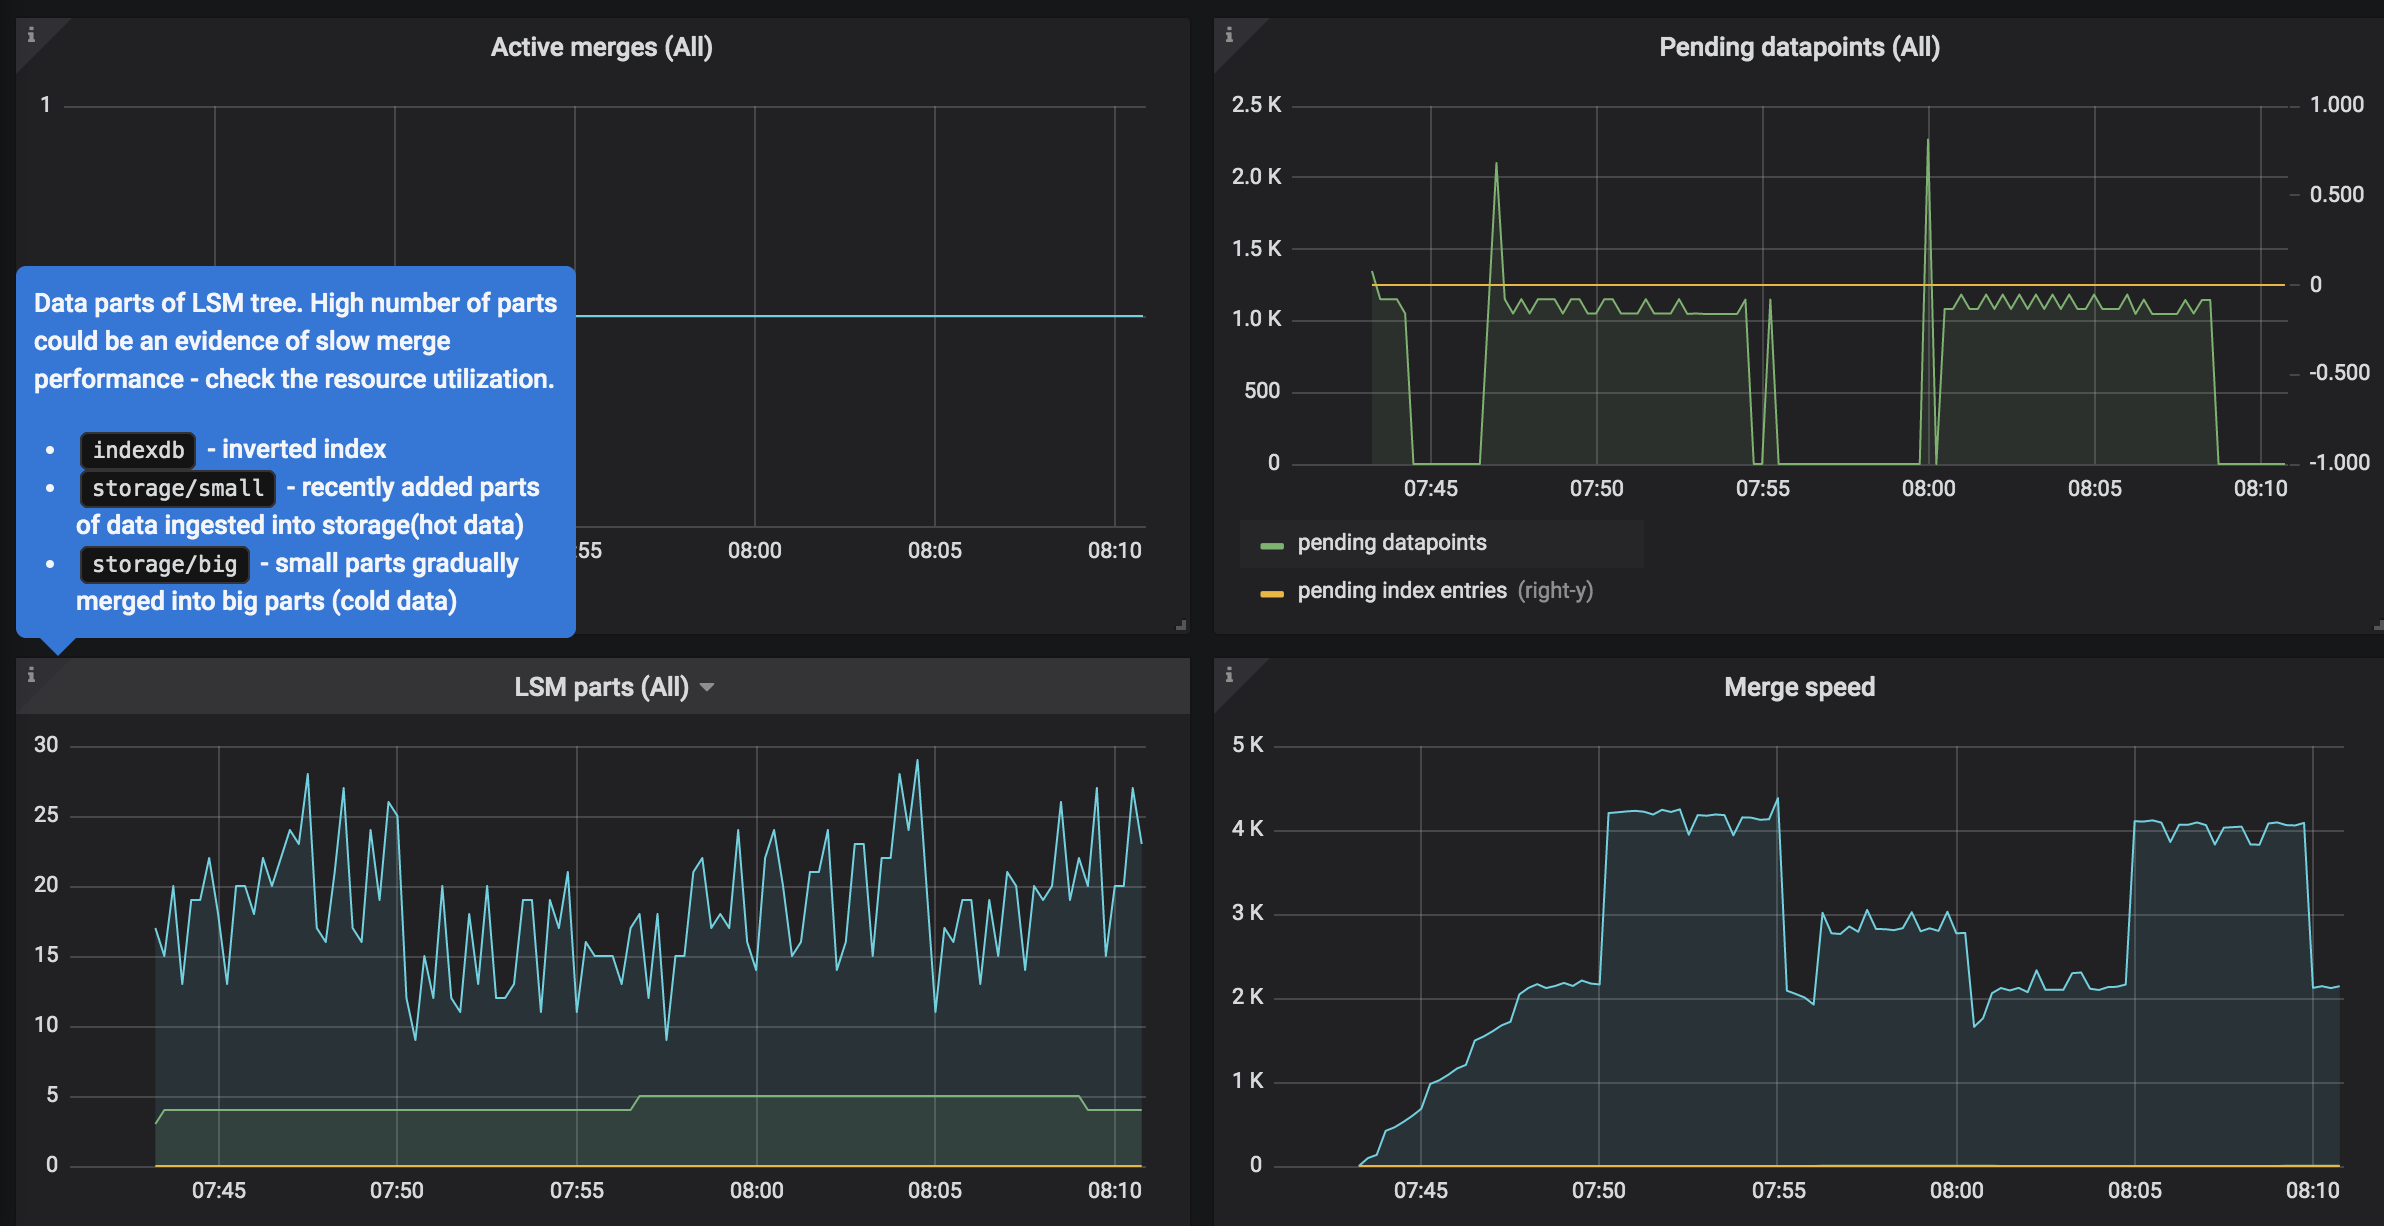 Active merges (All)
1
:55
08:00
08:05
08:10
Data parts of LSM tree. High number of parts
could be an evidence of slow merge
performance - check the resource utilization.
• indexdb - inverted index
• storage/small - recently added parts
of data ingested into storage(hot data)
• storage/big - small parts gradually
merged into big parts (cold data)
Pending datapoints (All)
2.5 K
2.0 K
1.5 K
1.0 K
500
0
1.000
0.500
0
-0.500
-1.000
07:45
07:50
07:55
08:00
08:05
08:10
pending datapoints
pending index entries (right-y)
LSM parts (All)
30
25
20
15
10
5
0
07:45
07:50
07:55
08:00
08:05
08:10
Merge speed
5 K
4 K
3 K
2 K
1 K
0
07:45
07:50
07:55
08:00
08:05
08:10